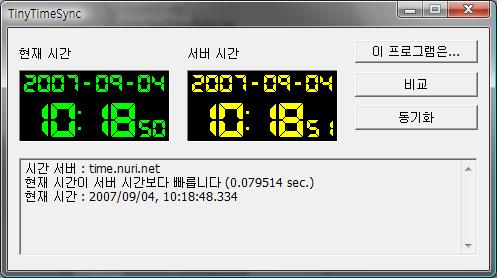 TinyTimeSync
현재 시간
서버 시간
이 프로그램은...
2007-09-04
2007-09-04
비교
10:18 50
10:18 51
동기화
시간 서버 : time.nuri.net
현재 시간이 서버 시간보다 빠릅니다 (0.079514 sec.)
현재 시간 : 2007/09/04, 10:18:48.334